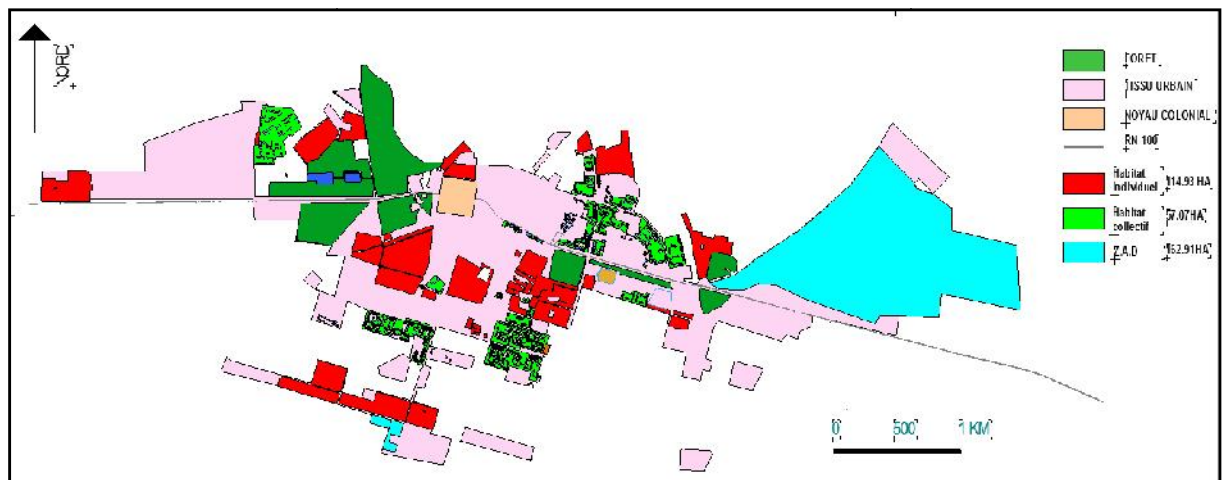 NORD
FORET
TISSU URBAIN
NOYAU COLONIAL
RN 100
Habitat individuel 114.93 HA
Habitat collectif 57.07HA
Z.A.D 162.91HA
0 500 1 KM